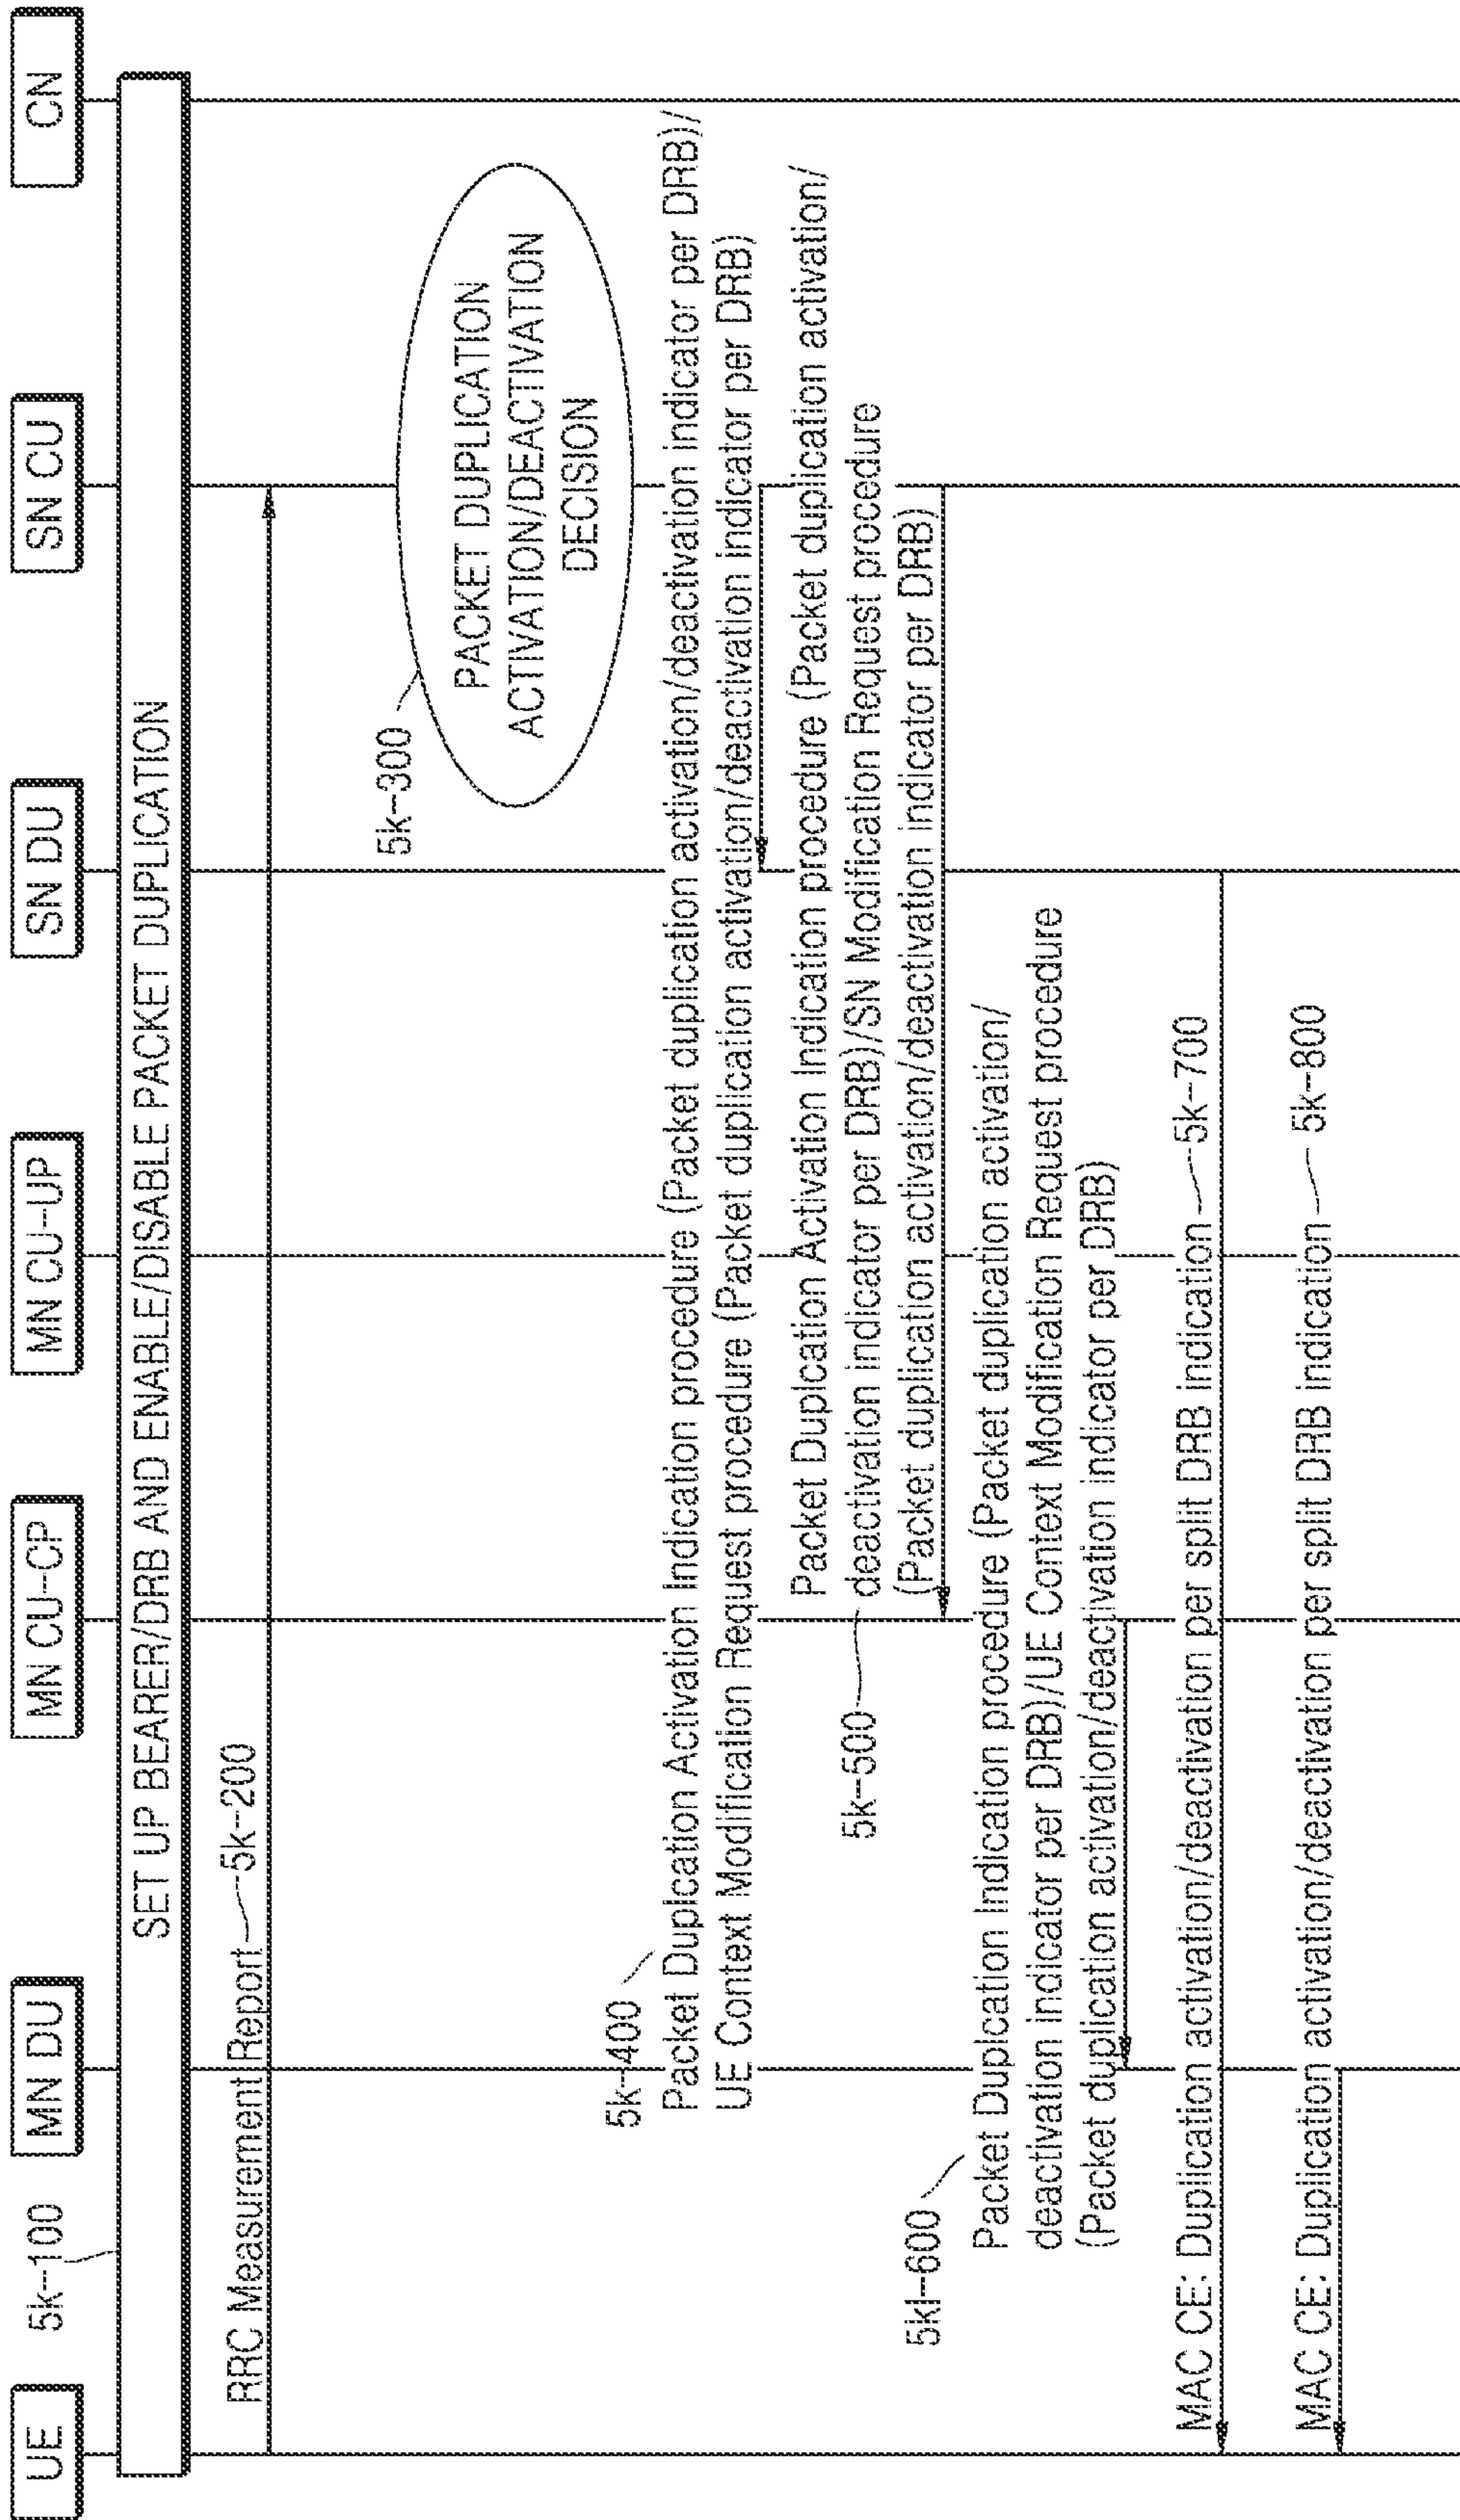 UE
5k-100
MN DU
MN CU-CP
MN CU-UP
SN DU
SN CU
CN
SET UP BEARER/DRB AND ENABLE/DISABLE PACKET DUPLICATION
RRC Measurement Report
5k-200
5k-300
PACKET DUPLICATION
ACTIVATION/DEACTIVATION
DECISION
5k-400
Packet Duplication Activation Indication procedure (Packet duplication activation/deactivation indicator per DRB)/
UE Context Modification Request procedure (Packet duplication activation/deactivation indicator per DRB)
5k-500
Packet Duplication Activation Indication procedure (Packet duplication activation/
deactivation indicator per DRB)/SN Modification Request procedure
(Packet duplication activation/deactivation indicator per DRB)
5kl-600
Packet Duplication Indication procedure (Packet duplication activation/
deactivation indicator per DRB)/UE Context Modification Request procedure
(Packet duplication activation/deactivation indicator per DRB)
MAC CE: Duplication activation/deactivation per split DRB indication
5k-700
MAC CE: Duplication activation/deactivation per split DRB indication
5k-800